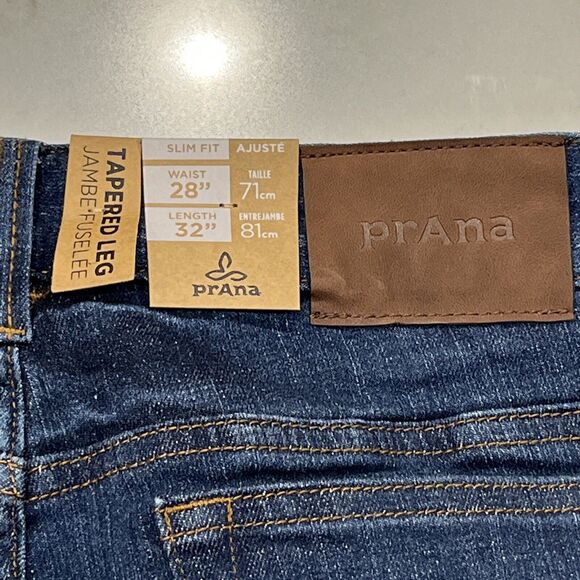 TAPERED LEG
JAMBE·FUSELÉE
SLIM FIT AJUSTÉ
WAIST TAILLE
28” 71cm
LENGTH ENTREJAMBE
32” 81cm
prAna
prAna